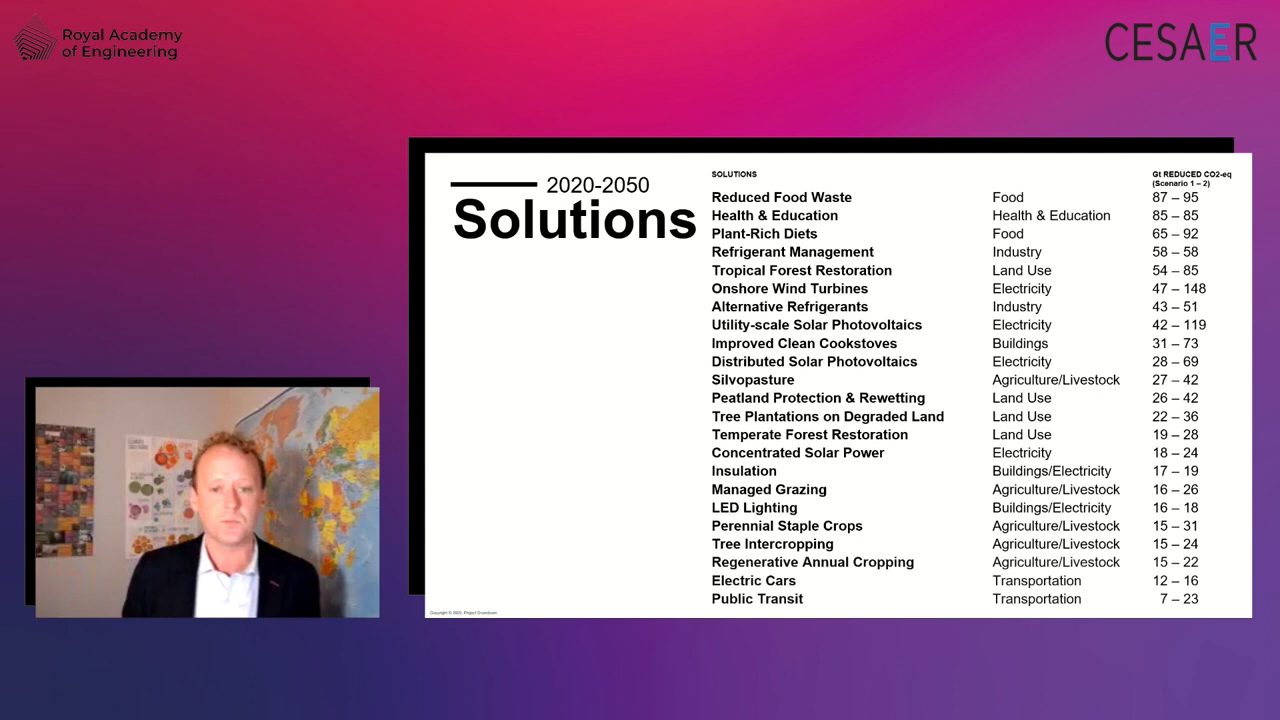 Royal Academy
of Engineering
CESAER
2020-2050
Solutions
SOLUTIONS Gt REDUCED CO2-eq
(Scenario 1 – 2)
Reduced Food Waste Food 87 – 95
Health & Education Health & Education 85 – 85
Plant-Rich Diets Food 65 – 92
Refrigerant Management Industry 58 – 58
Tropical Forest Restoration Land Use 54 – 85
Onshore Wind Turbines Electricity 47 – 148
Alternative Refrigerants Industry 43 – 51
Utility-scale Solar Photovoltaics Electricity 42 – 119
Improved Clean Cookstoves Buildings 31 – 73
Distributed Solar Photovoltaics Electricity 28 – 69
Silvopasture Agriculture/Livestock 27 – 42
Peatland Protection & Rewetting Land Use 26 – 42
Tree Plantations on Degraded Land Land Use 22 – 36
Temperate Forest Restoration Land Use 19 – 28
Concentrated Solar Power Electricity 18 – 24
Insulation Buildings/Electricity 17 – 19
Managed Grazing Agriculture/Livestock 16 – 26
LED Lighting Buildings/Electricity 16 – 18
Perennial Staple Crops Agriculture/Livestock 15 – 31
Tree Intercropping Agriculture/Livestock 15 – 24
Regenerative Annual Cropping Agriculture/Livestock 15 – 22
Electric Cars Transportation 12 – 16
Public Transit Transportation 7 – 23
Copyright © 2020, Project Drawdown